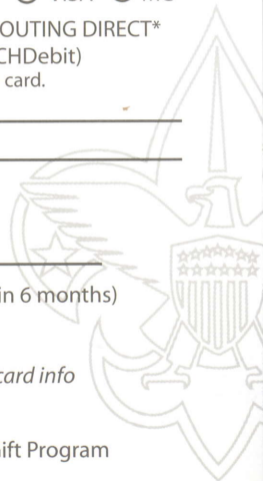 OUTING DIRECT*
CHDebit)
card.
in 6 months)
card info
ift Program